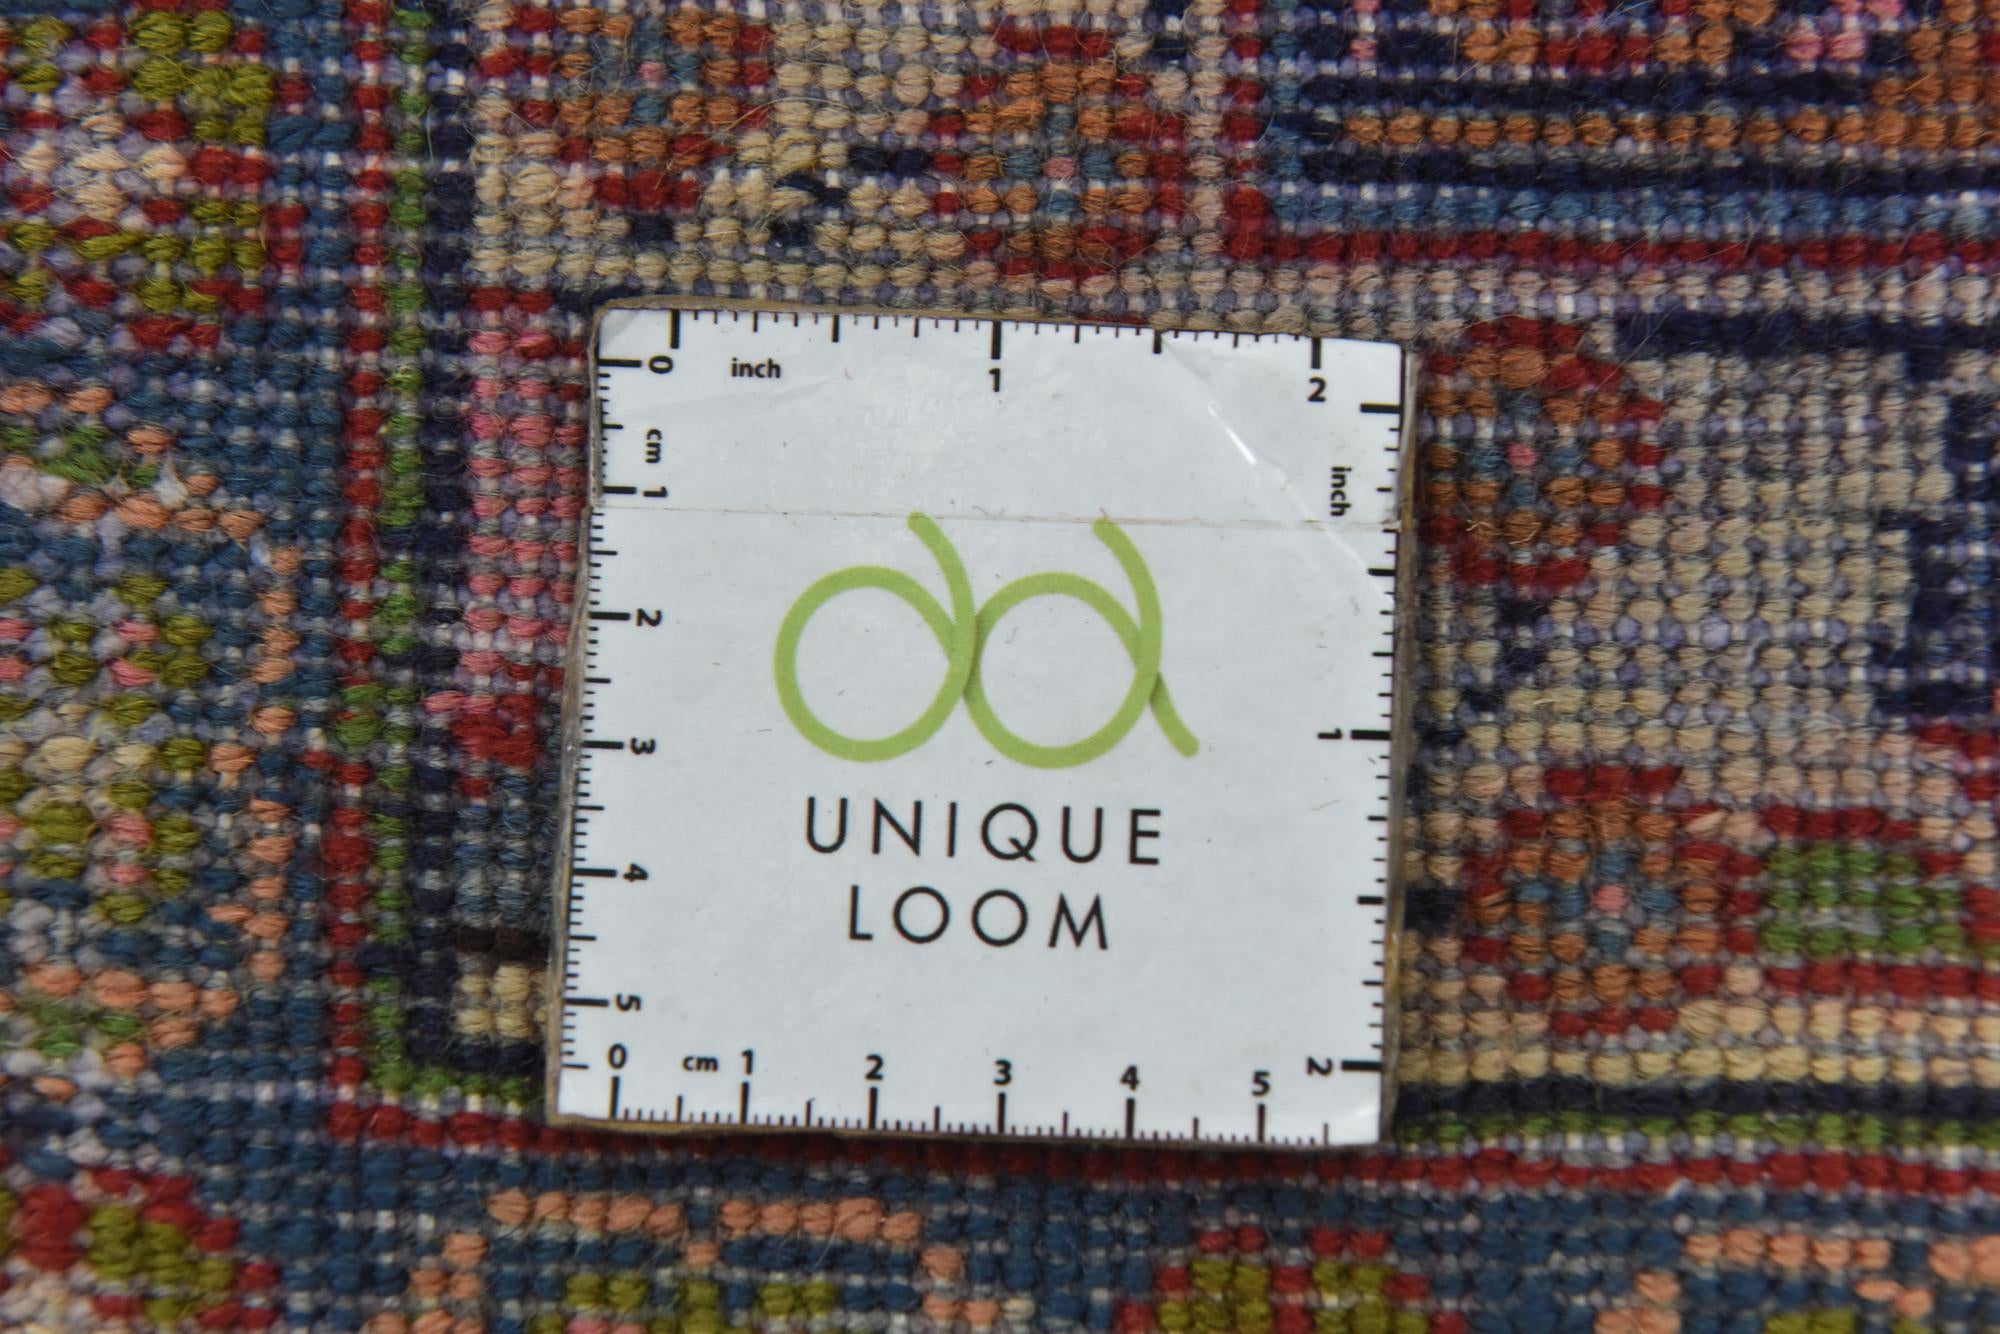 0 inch 1 2
cm 1 2 3 4 5
inch 1 2
UNIQUE
LOOM
0 cm 1 2 3 4 5